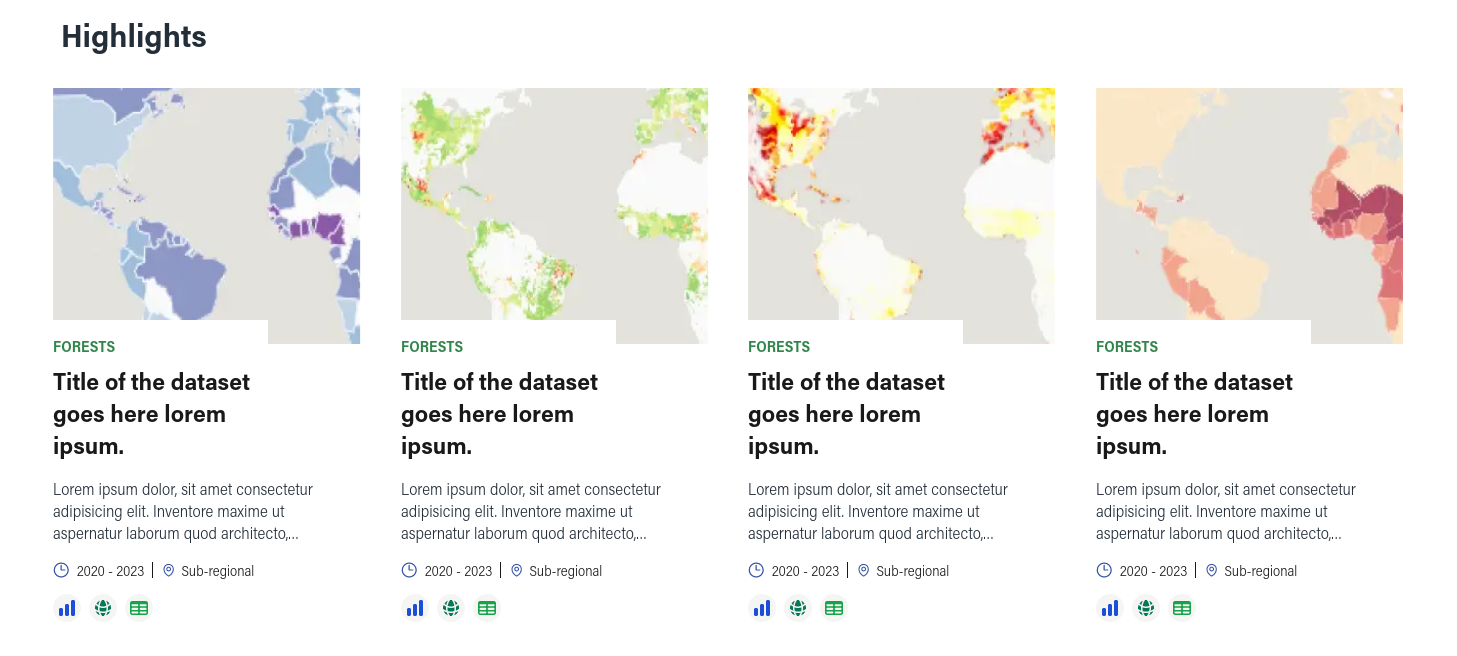 Highlights
FORESTS
Title of the dataset
goes here lorem
ipsum.
Lorem ipsum dolor, sit amet consectetur
adipisicing elit. Inventore maxime ut
aspernatur laborum quod architecto,...
2020 - 2023 | Sub-regional
FORESTS
Title of the dataset
goes here lorem
ipsum.
Lorem ipsum dolor, sit amet consectetur
adipisicing elit. Inventore maxime ut
aspernatur laborum quod architecto,...
2020 - 2023 | Sub-regional
FORESTS
Title of the dataset
goes here lorem
ipsum.
Lorem ipsum dolor, sit amet consectetur
adipisicing elit. Inventore maxime ut
aspernatur laborum quod architecto,...
2020 - 2023 | Sub-regional
FORESTS
Title of the dataset
goes here lorem
ipsum.
Lorem ipsum dolor, sit amet consectetur
adipisicing elit. Inventore maxime ut
aspernatur laborum quod architecto,...
2020 - 2023 | Sub-regional